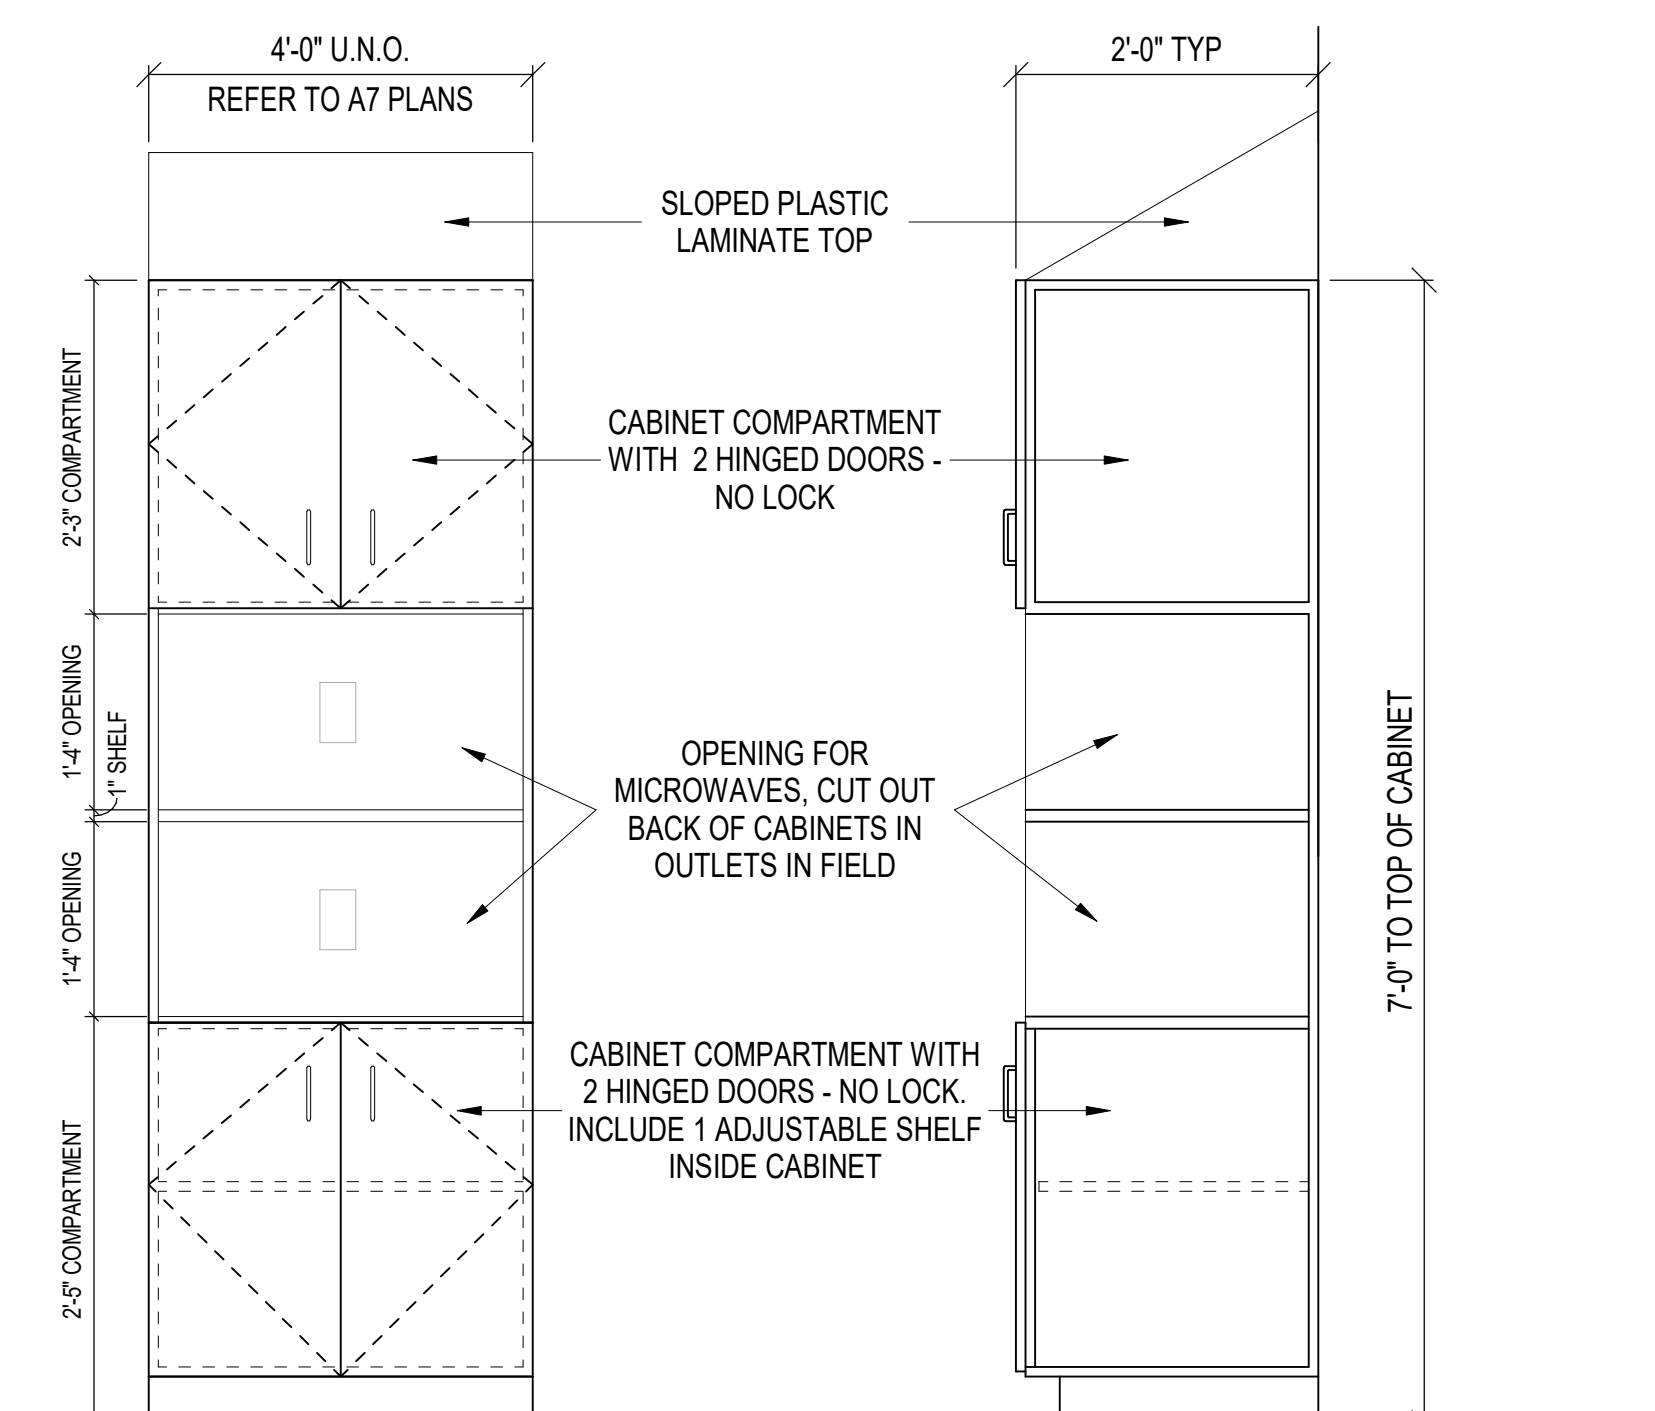 4'-0" U.N.O.
REFER TO A7 PLANS
2'-0" TYP
SLOPED PLASTIC
LAMINATE TOP
2'-3" COMPARTMENT
CABINET COMPARTMENT
WITH  2 HINGED DOORS -
NO LOCK
1'-4" OPENING
1" SHELF
OPENING FOR
MICROWAVES, CUT OUT
BACK OF CABINETS IN
OUTLETS IN FIELD
7'-0" TO TOP OF CABINET
1'-4" OPENING
CABINET COMPARTMENT WITH
2 HINGED DOORS - NO LOCK.
INCLUDE 1 ADJUSTABLE SHELF
INSIDE CABINET
2'-5" COMPARTMENT